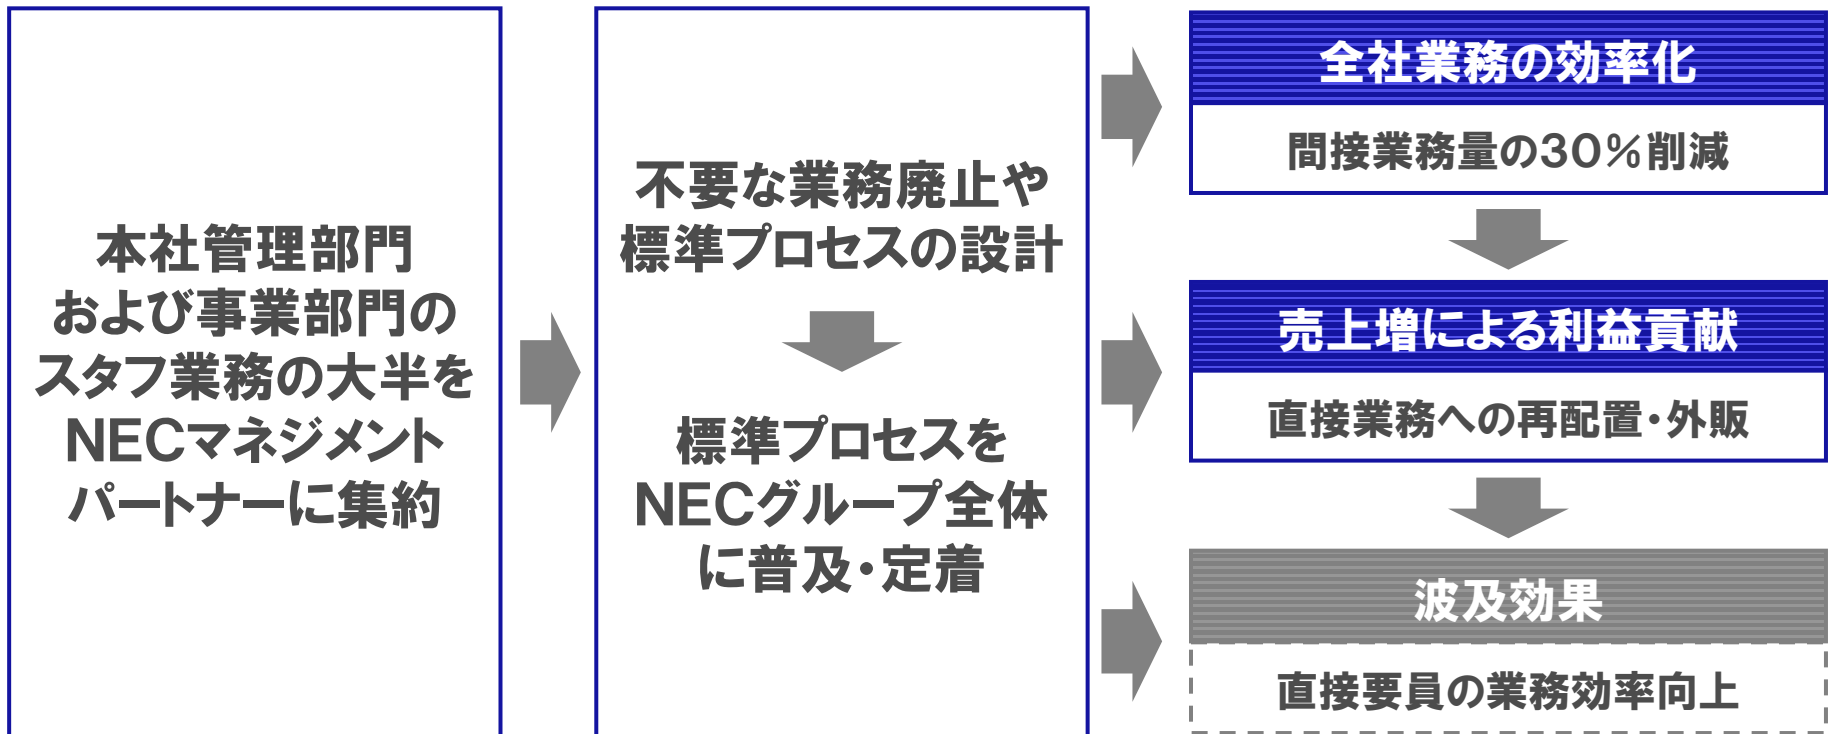 本社管理部門
および事業部門の
スタフ業務の大半を
NECマネジメント
パートナーに集約
不要な業務廃止や
標準プロセスの設計
標準プロセスを
NECグループ全体
に普及・定着
全社業務の効率化
間接業務量の30％削減
売上増による利益貢献
直接業務への再配置・外販
波及効果
直接要員の業務効率向上